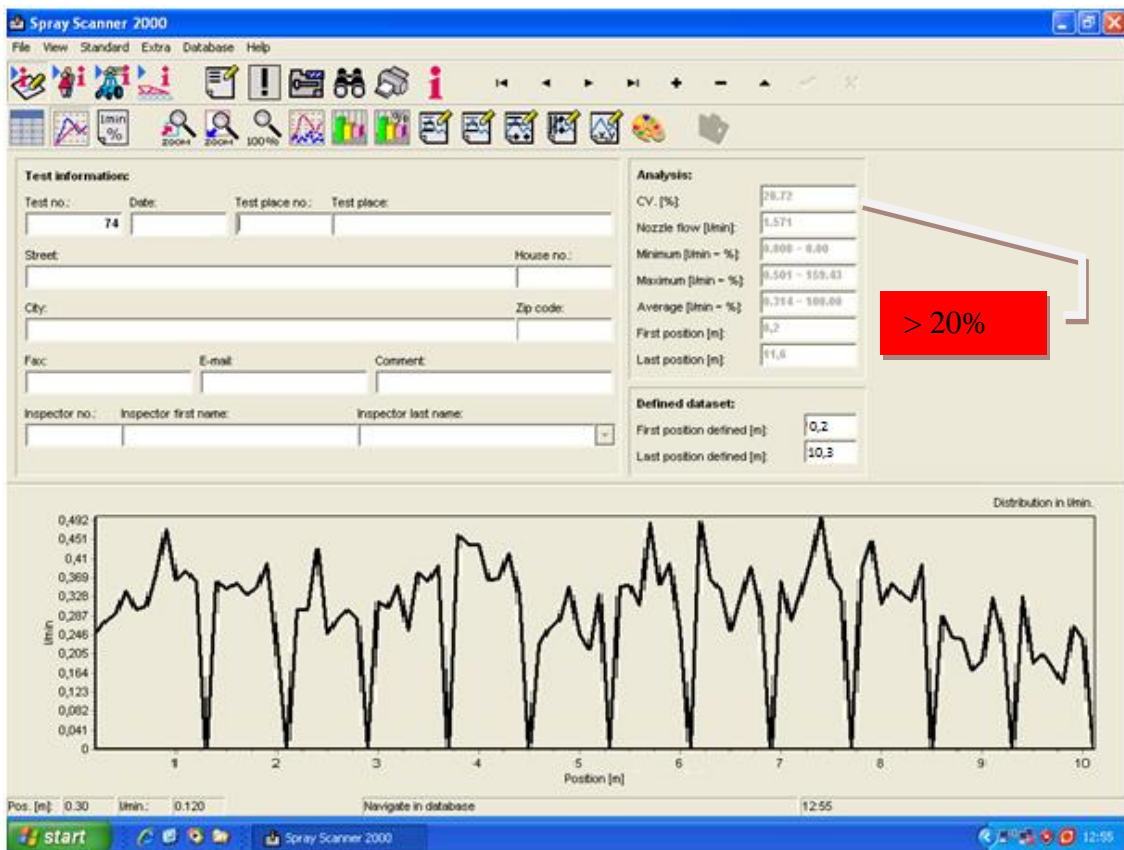 Spray Scanner 2000
File View Standard Extra Database Help
l/min %
ZOOM+ ZOOM- 100%
Test information:
Test no.: Date: Test place no.: Test place:
74
Street: House no.:
City: Zip code:
Fax: E-mail: Comment:
Inspector no.: Inspector first name: Inspector last name:
Analysis:
CV. [%]:
Nozzle flow [l/min]: 1.571
Minimum [l/min - %]:
Maximum [l/min - %]: 0.501 - 159.43
Average [l/min - %]: 0.314 - 100.00
First position [m]: 0,2
Last position [m]: 11,6
> 20%
Defined dataset:
First position defined [m]: 0,2
Last position defined [m]: 10,3
Distribution in l/min.
0,492
0,451
0,41
0,369
0,328
0,287
0,246
0,205
0,164
0,123
0,082
0,041
0
l/min
1 2 3 4 5 6 7 8 9 10
Position [m]
Pos. [m]: 0.30 l/min.: 0.120 Navigate in database 12:55
start Spray Scanner 2000 12:55